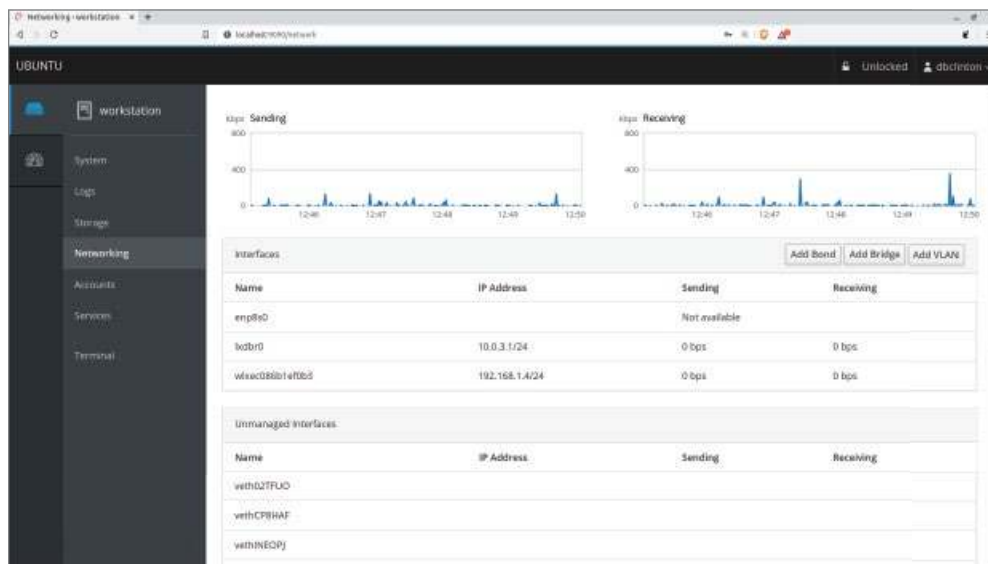 Networking - workstation
localhost:9090/network
UBUNTU
Unlocked
dbclinton
workstation
System
Logs
Storage
Networking
Accounts
Services
Terminal
Kbps Sending
800
400
0
12:46 12:47 12:48 12:49 12:50
Kbps Receiving
800
400
0
12:46 12:47 12:48 12:49 12:50
Interfaces Add Bond Add Bridge Add VLAN
Name IP Address Sending Receiving
enp8s0 Not available
lxdbr0 10.0.3.1/24 0 bps 0 bps
192.168.1.4/24 0 bps 0 bps
Unmanaged Interfaces
Name IP Address Sending Receiving
veth02TFUO
vethCPBHAF
vethINEOPJ